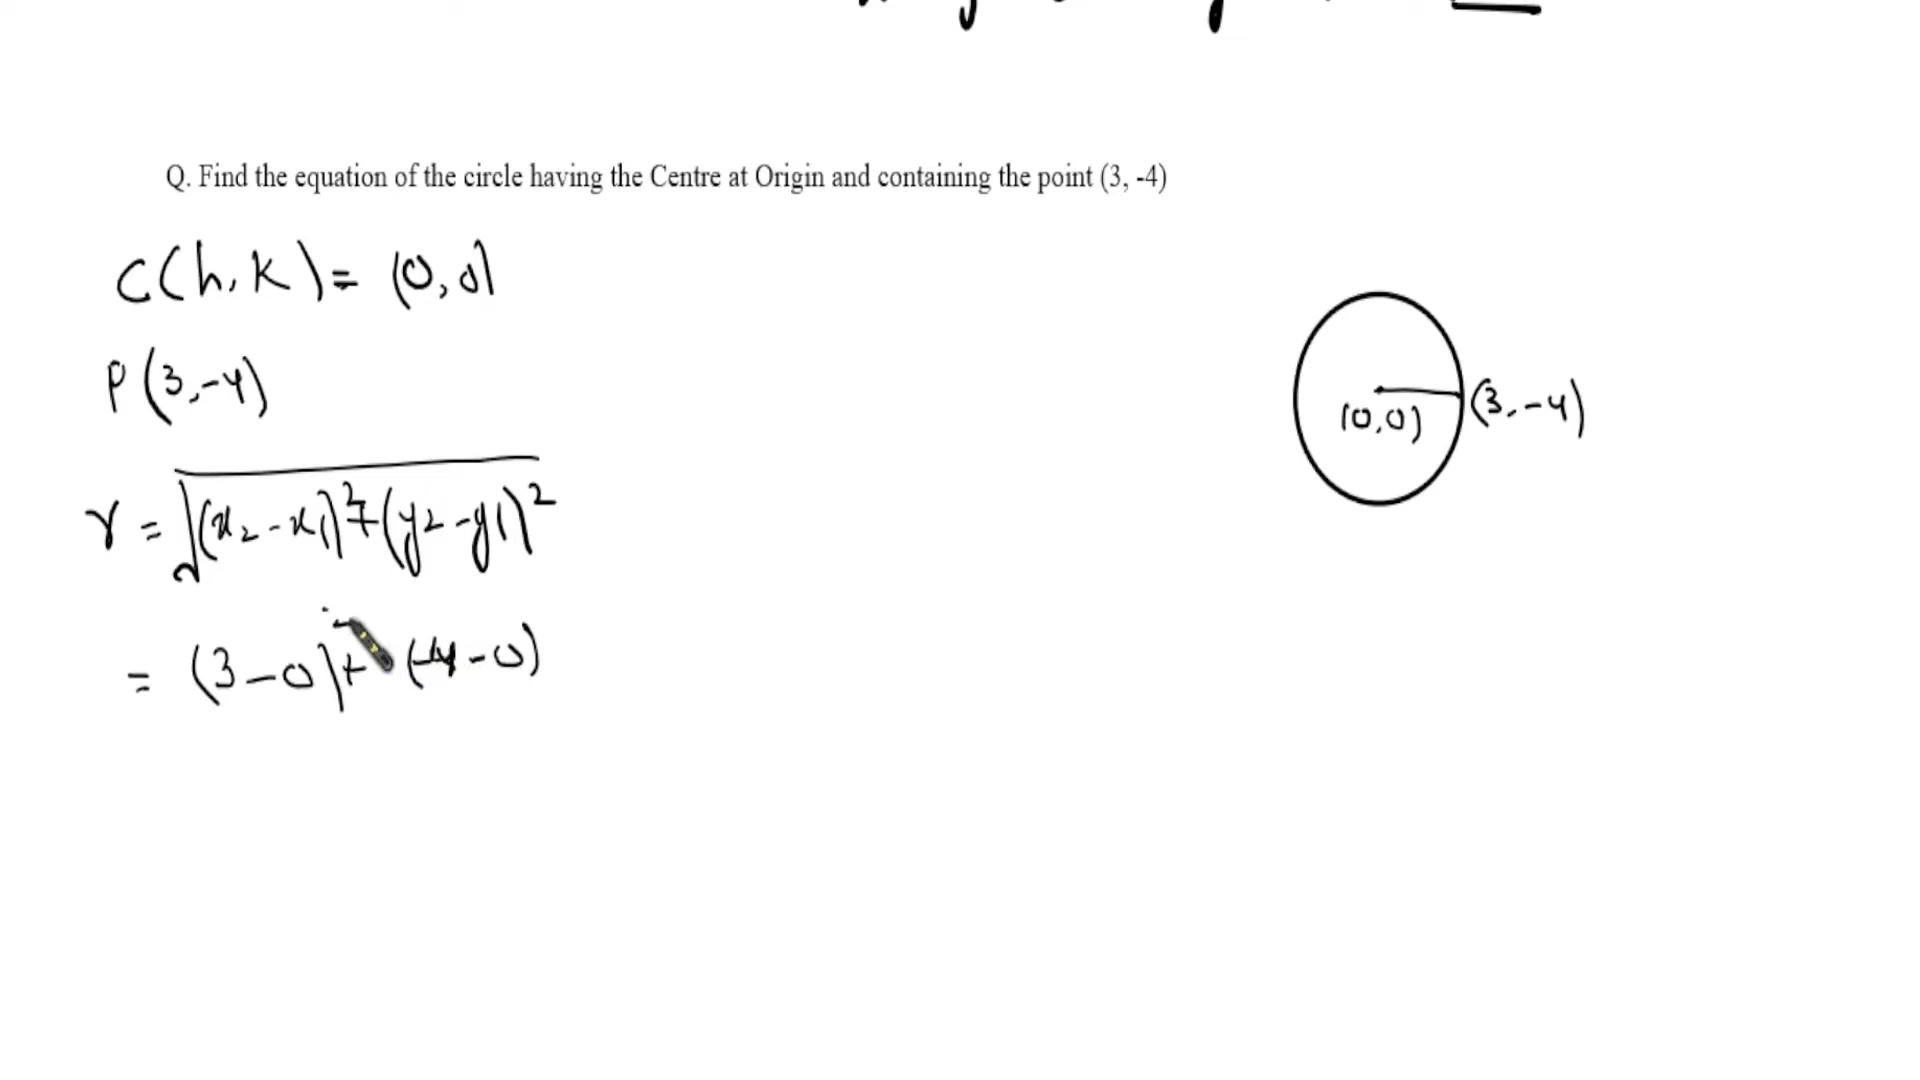 Q. Find the equation of the circle having the Centre at Origin and containing the point (3, -4)
C(h, k) = (0, 0)
P(3, -4)
(0,0) (3, -4)
r = √(x₂ - x₁)² + (y₂ - y₁)²
= (3 - 0) + (-4 - 0)